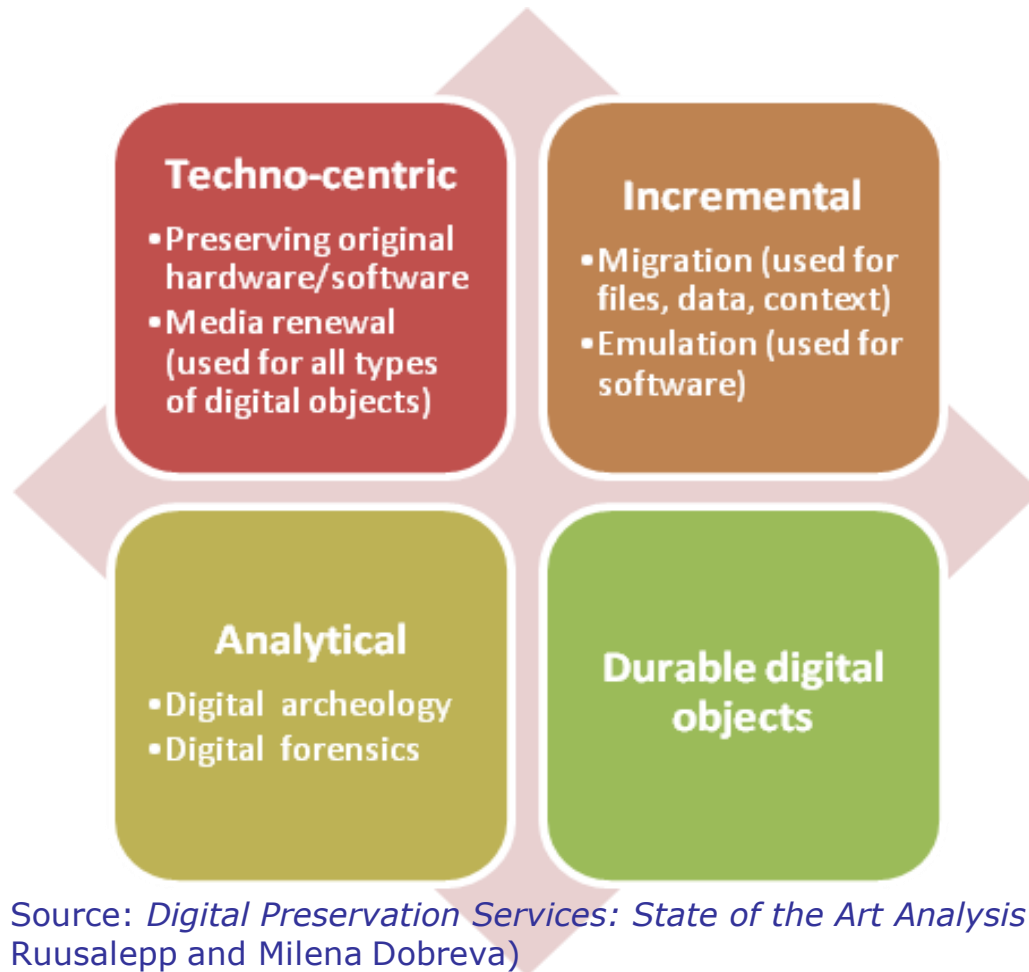 Techno-centric
•Preserving original
hardware/software
•Media renewal
(used for all types
of digital objects)
Incremental
•Migration (used for
files, data, context)
•Emulation (used for
software)
Analytical
•Digital archeology
•Digital forensics
Durable digital
objects
Source: Digital Preservation Services: State of the Art Analysis
Ruusalepp and Milena Dobreva)